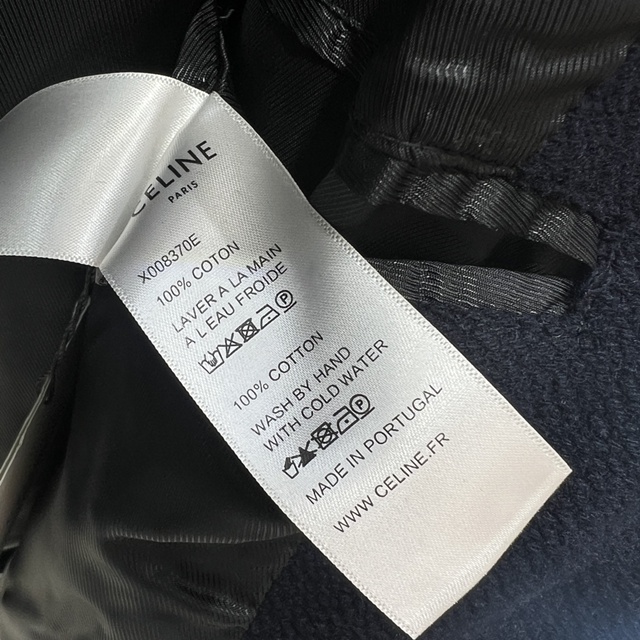 CELINE
PARIS
X008370E
100% COTON
LAVER A LA MAIN
A L'EAU FROIDE
100% COTTON
WASH BY HAND
WITH COLD WATER
MADE IN PORTUGAL
WWW.CELINE.FR